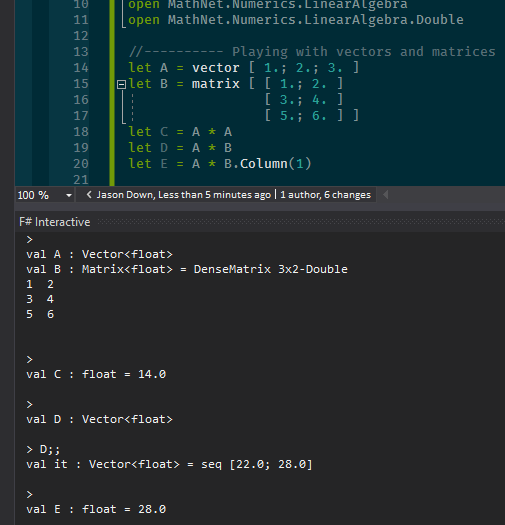 10 open MathNet.Numerics.LinearAlgebra
11 open MathNet.Numerics.LinearAlgebra.Double
12
13 //---------- Playing with vectors and matrices
14 let A = vector [ 1.; 2.; 3. ]
15 let B = matrix [ [ 1.; 2. ]
16 [ 3.; 4. ]
17 [ 5.; 6. ] ]
18 let C = A * A
19 let D = A * B
20 let E = A * B.Column(1)
21
100 % Jason Down, Less than 5 minutes ago | 1 author, 6 changes
F# Interactive
>
val A : Vector<float>
val B : Matrix<float> = DenseMatrix 3x2-Double
1 2
3 4
5 6
>
val C : float = 14.0
>
val D : Vector<float>
> D;;
val it : Vector<float> = seq [22.0; 28.0]
>
val E : float = 28.0